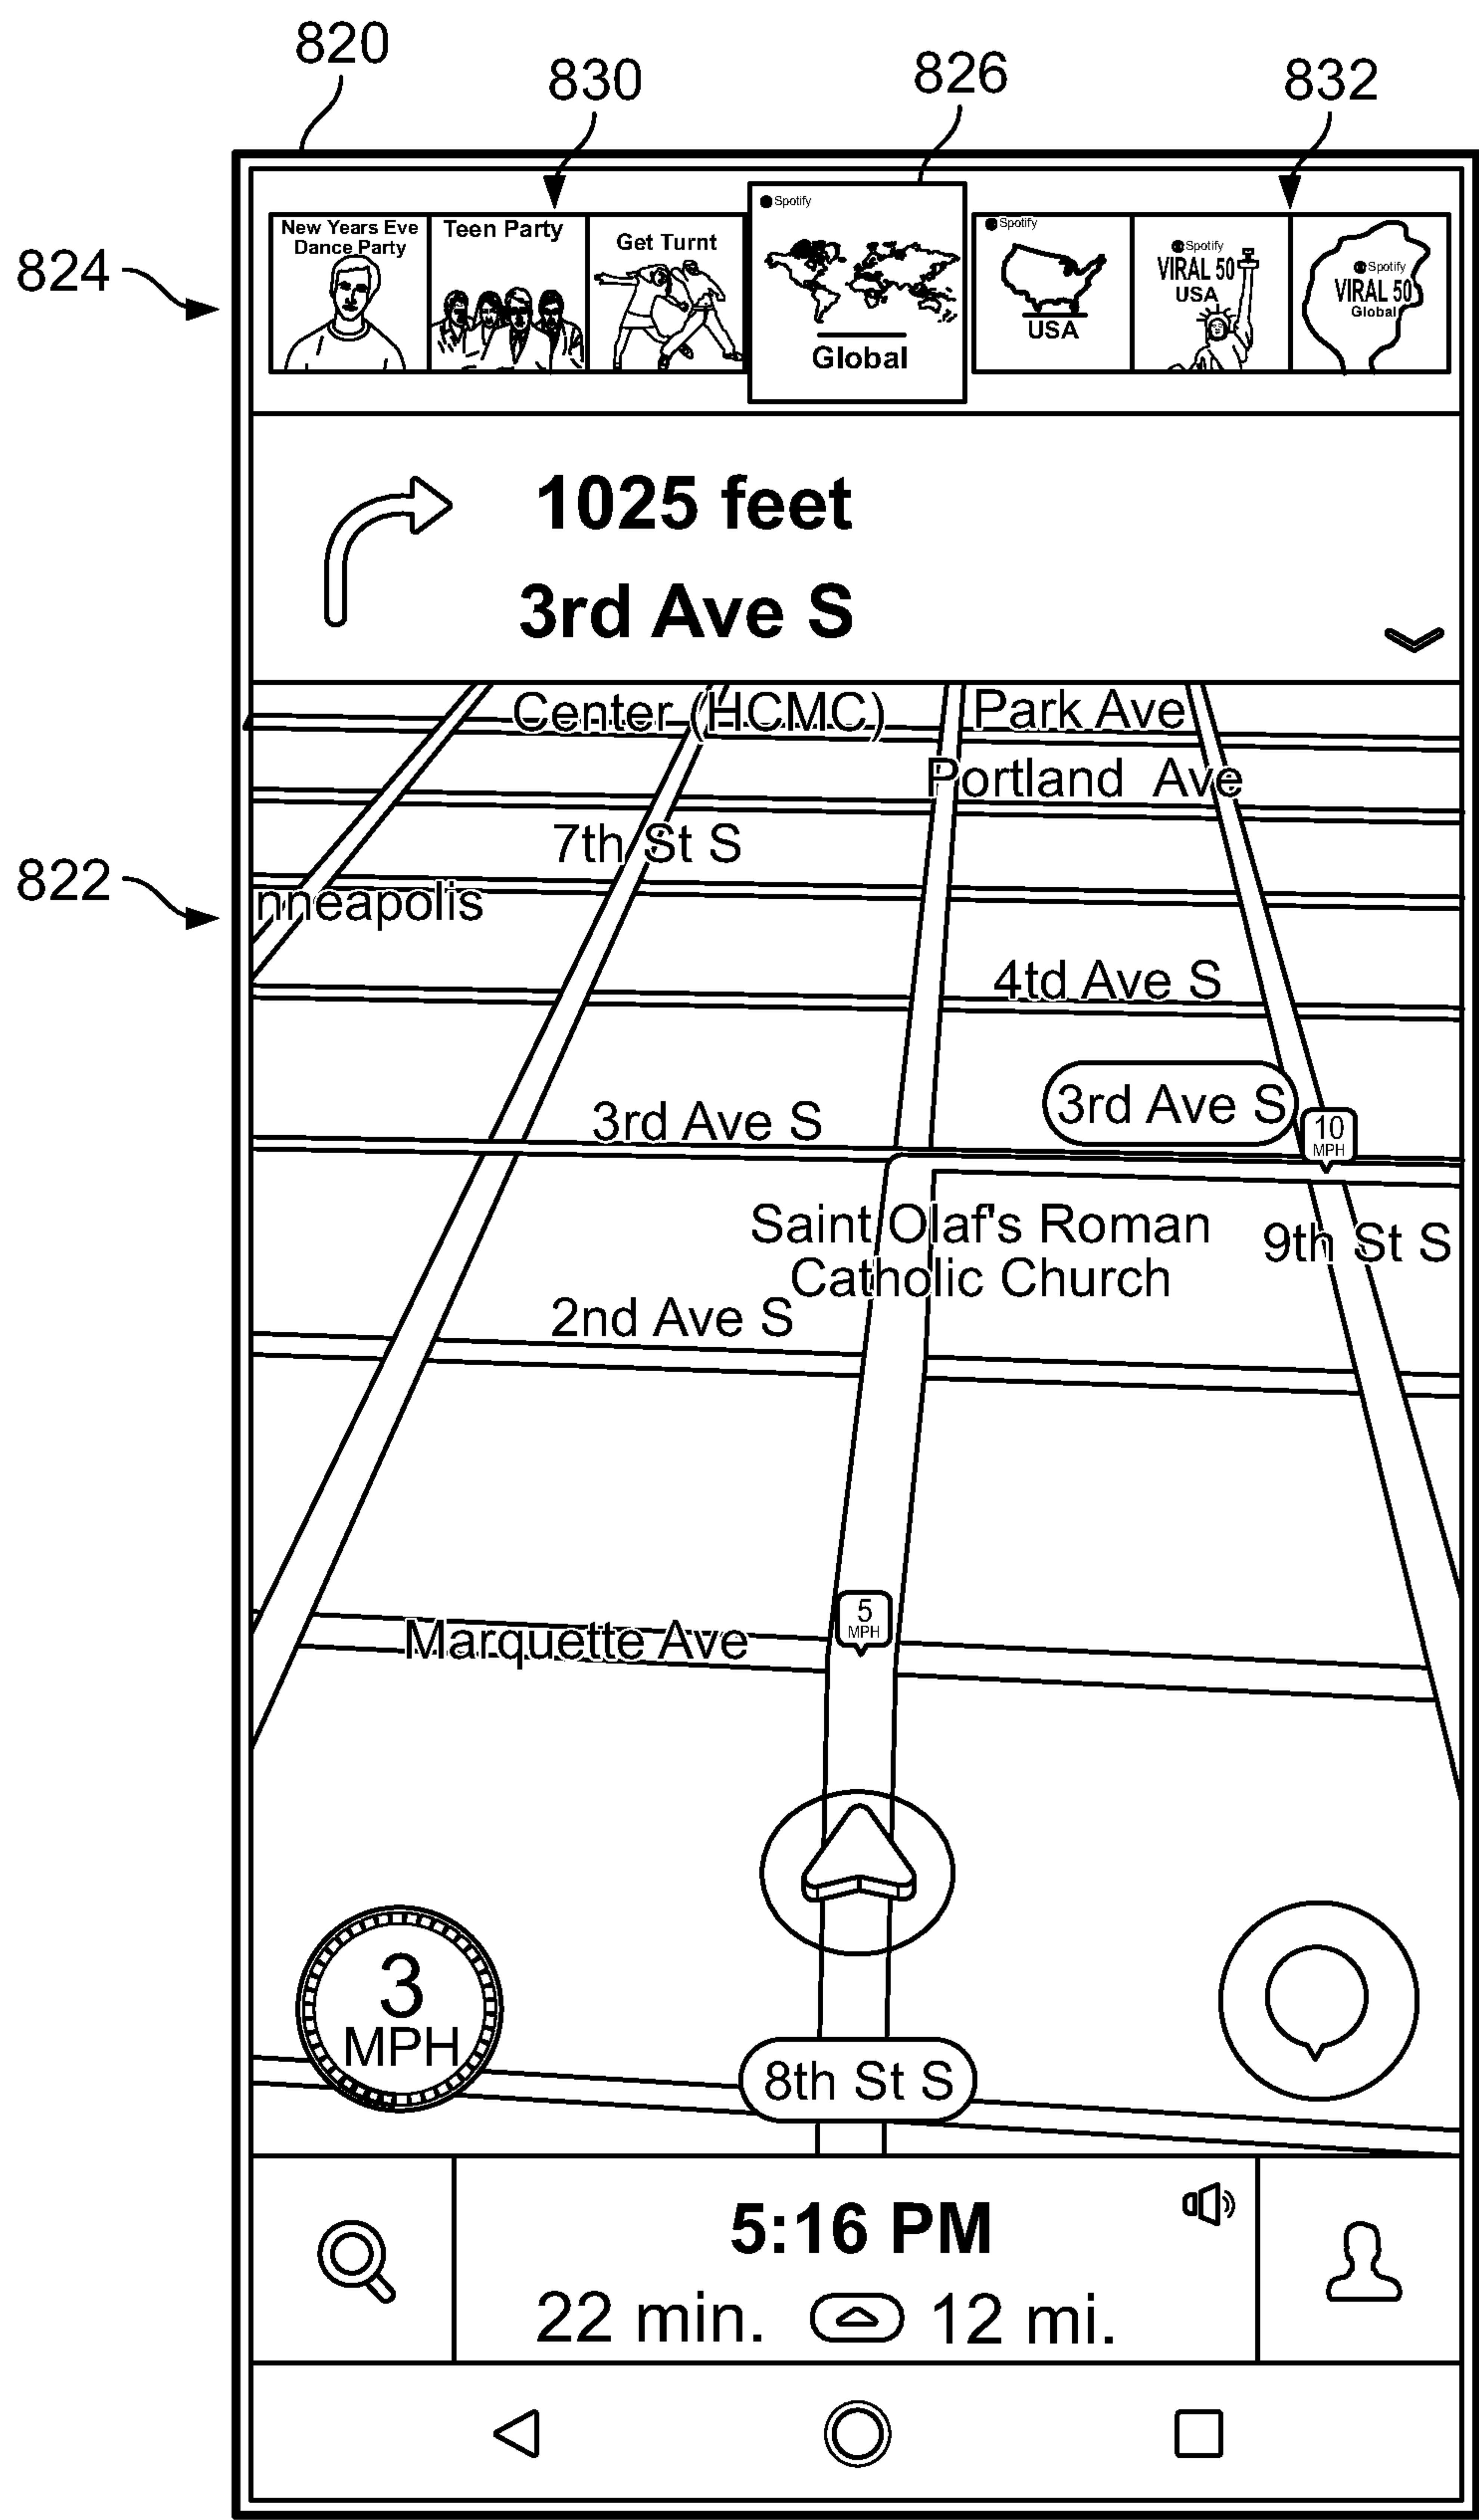 820
830
826
832
824
New Years Eve
Dance Party
Teen Party
Get Turnt
Spotify
Global
Spotify
USA
Spotify
VIRAL 50
USA
Spotify
VIRAL 50
Global
1025 feet
3rd Ave S
Center (HCMC)
Park Ave
Portland Ave
7th St S
822
nneapolis
4td Ave S
3rd Ave S
3rd Ave S
10
MPH
Saint Olaf's Roman
Catholic Church
9th St S
2nd Ave S
5
MPH
Marquette Ave
3
MPH
8th St S
5:16 PM
22 min.
12 mi.